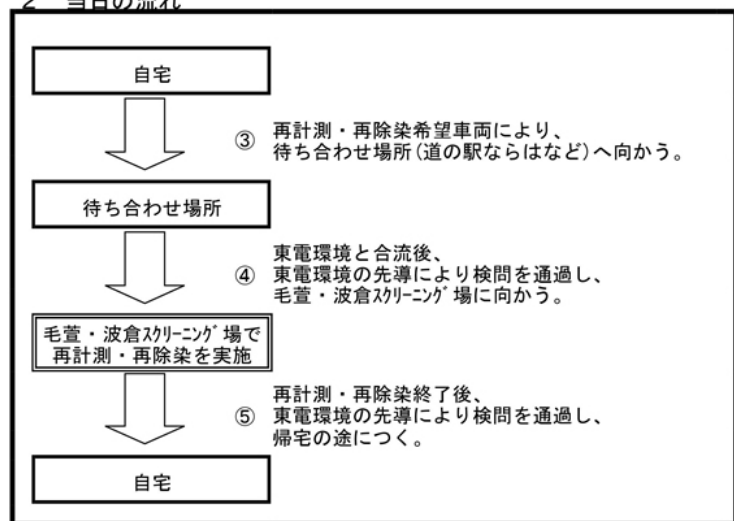 2　当日の流れ
自宅
③　再計測・再除染希望車両により、
待ち合わせ場所(道の駅ならはなど)へ向かう。
待ち合わせ場所
④　東電環境と合流後、
東電環境の先導により検問を通過し、
毛萱・波倉ｽｸﾘｰﾆﾝｸﾞ場に向かう。
毛萱・波倉ｽｸﾘｰﾆﾝｸﾞ場で
再計測・再除染を実施
⑤　再計測・再除染終了後、
東電環境の先導により検問を通過し、
帰宅の途につく。
自宅